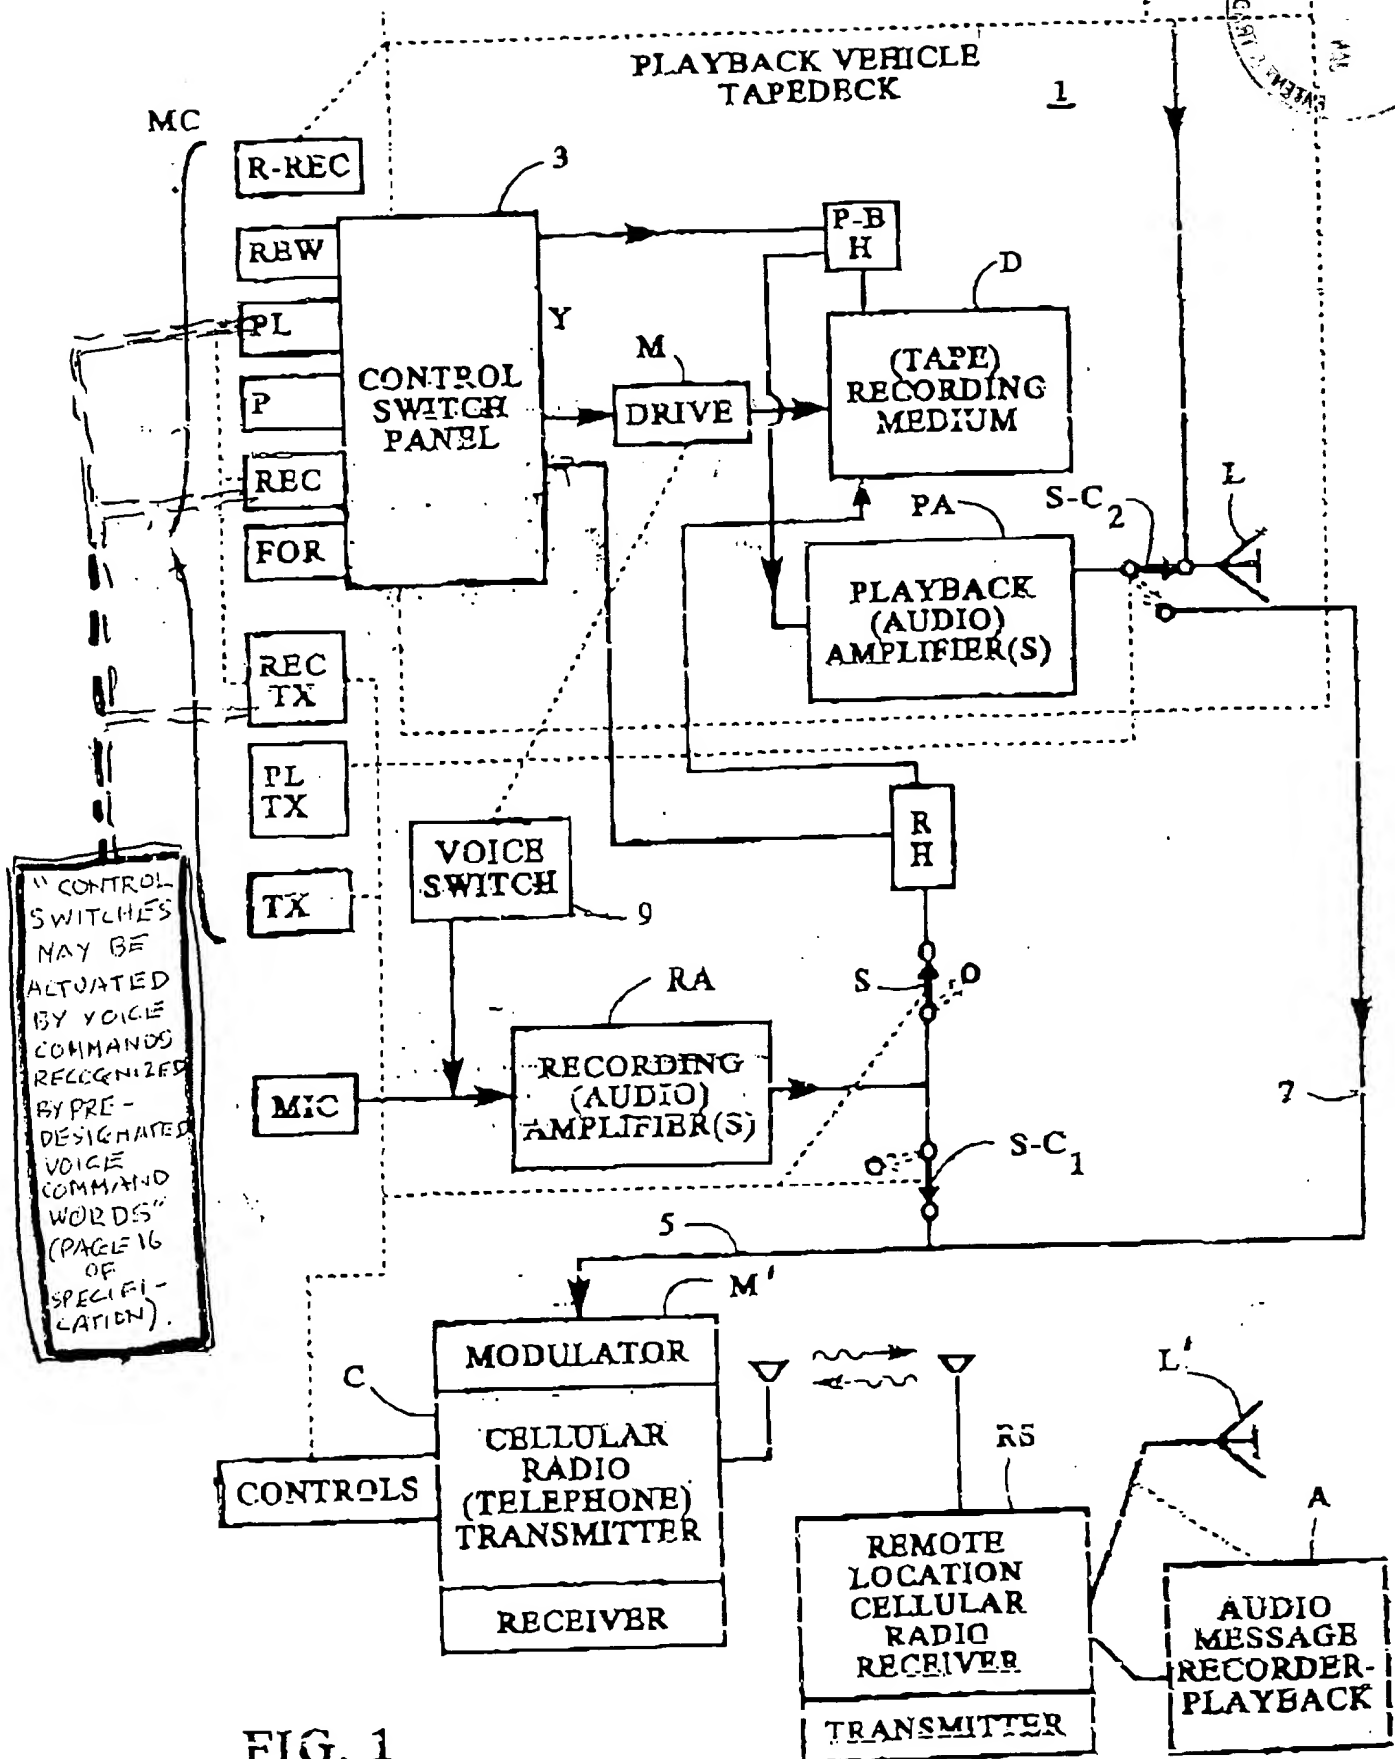 PLAYBACK VEHICLE
TAPEDECK
1
MC
R-REC
3
REW
P-B
H
D
PL
Y
M
(TAPE)
RECORDING
MEDIUM
P
CONTROL
SWITCH
PANEL
DRIVE
REC
PA
S-C2
L
FOR
PLAYBACK
(AUDIO)
AMPLIFIER(S)
REC
TX
PL
TX
R
H
VOICE
SWITCH
9
TX
"CONTROL
SWITCHES
MAY BE
ACTUATED
BY VOICE
COMMANDS
RECOGNIZED
BY PRE-
DESIGNATED
VOICE
COMMAND
WORDS"
(PAGE 16
OF
SPECIFI-
CATION).
S
RA
MIC
RECORDING
(AUDIO)
AMPLIFIER(S)
7
S-C1
5
M'
MODULATOR
C
CELLULAR
RADIO
(TELEPHONE)
TRANSMITTER
CONTROLS
RECEIVER
L'
RS
A
REMOTE
LOCATION
CELLULAR
RADIO
RECEIVER
TRANSMITTER
AUDIO
MESSAGE
RECORDER-
PLAYBACK
FIG. 1